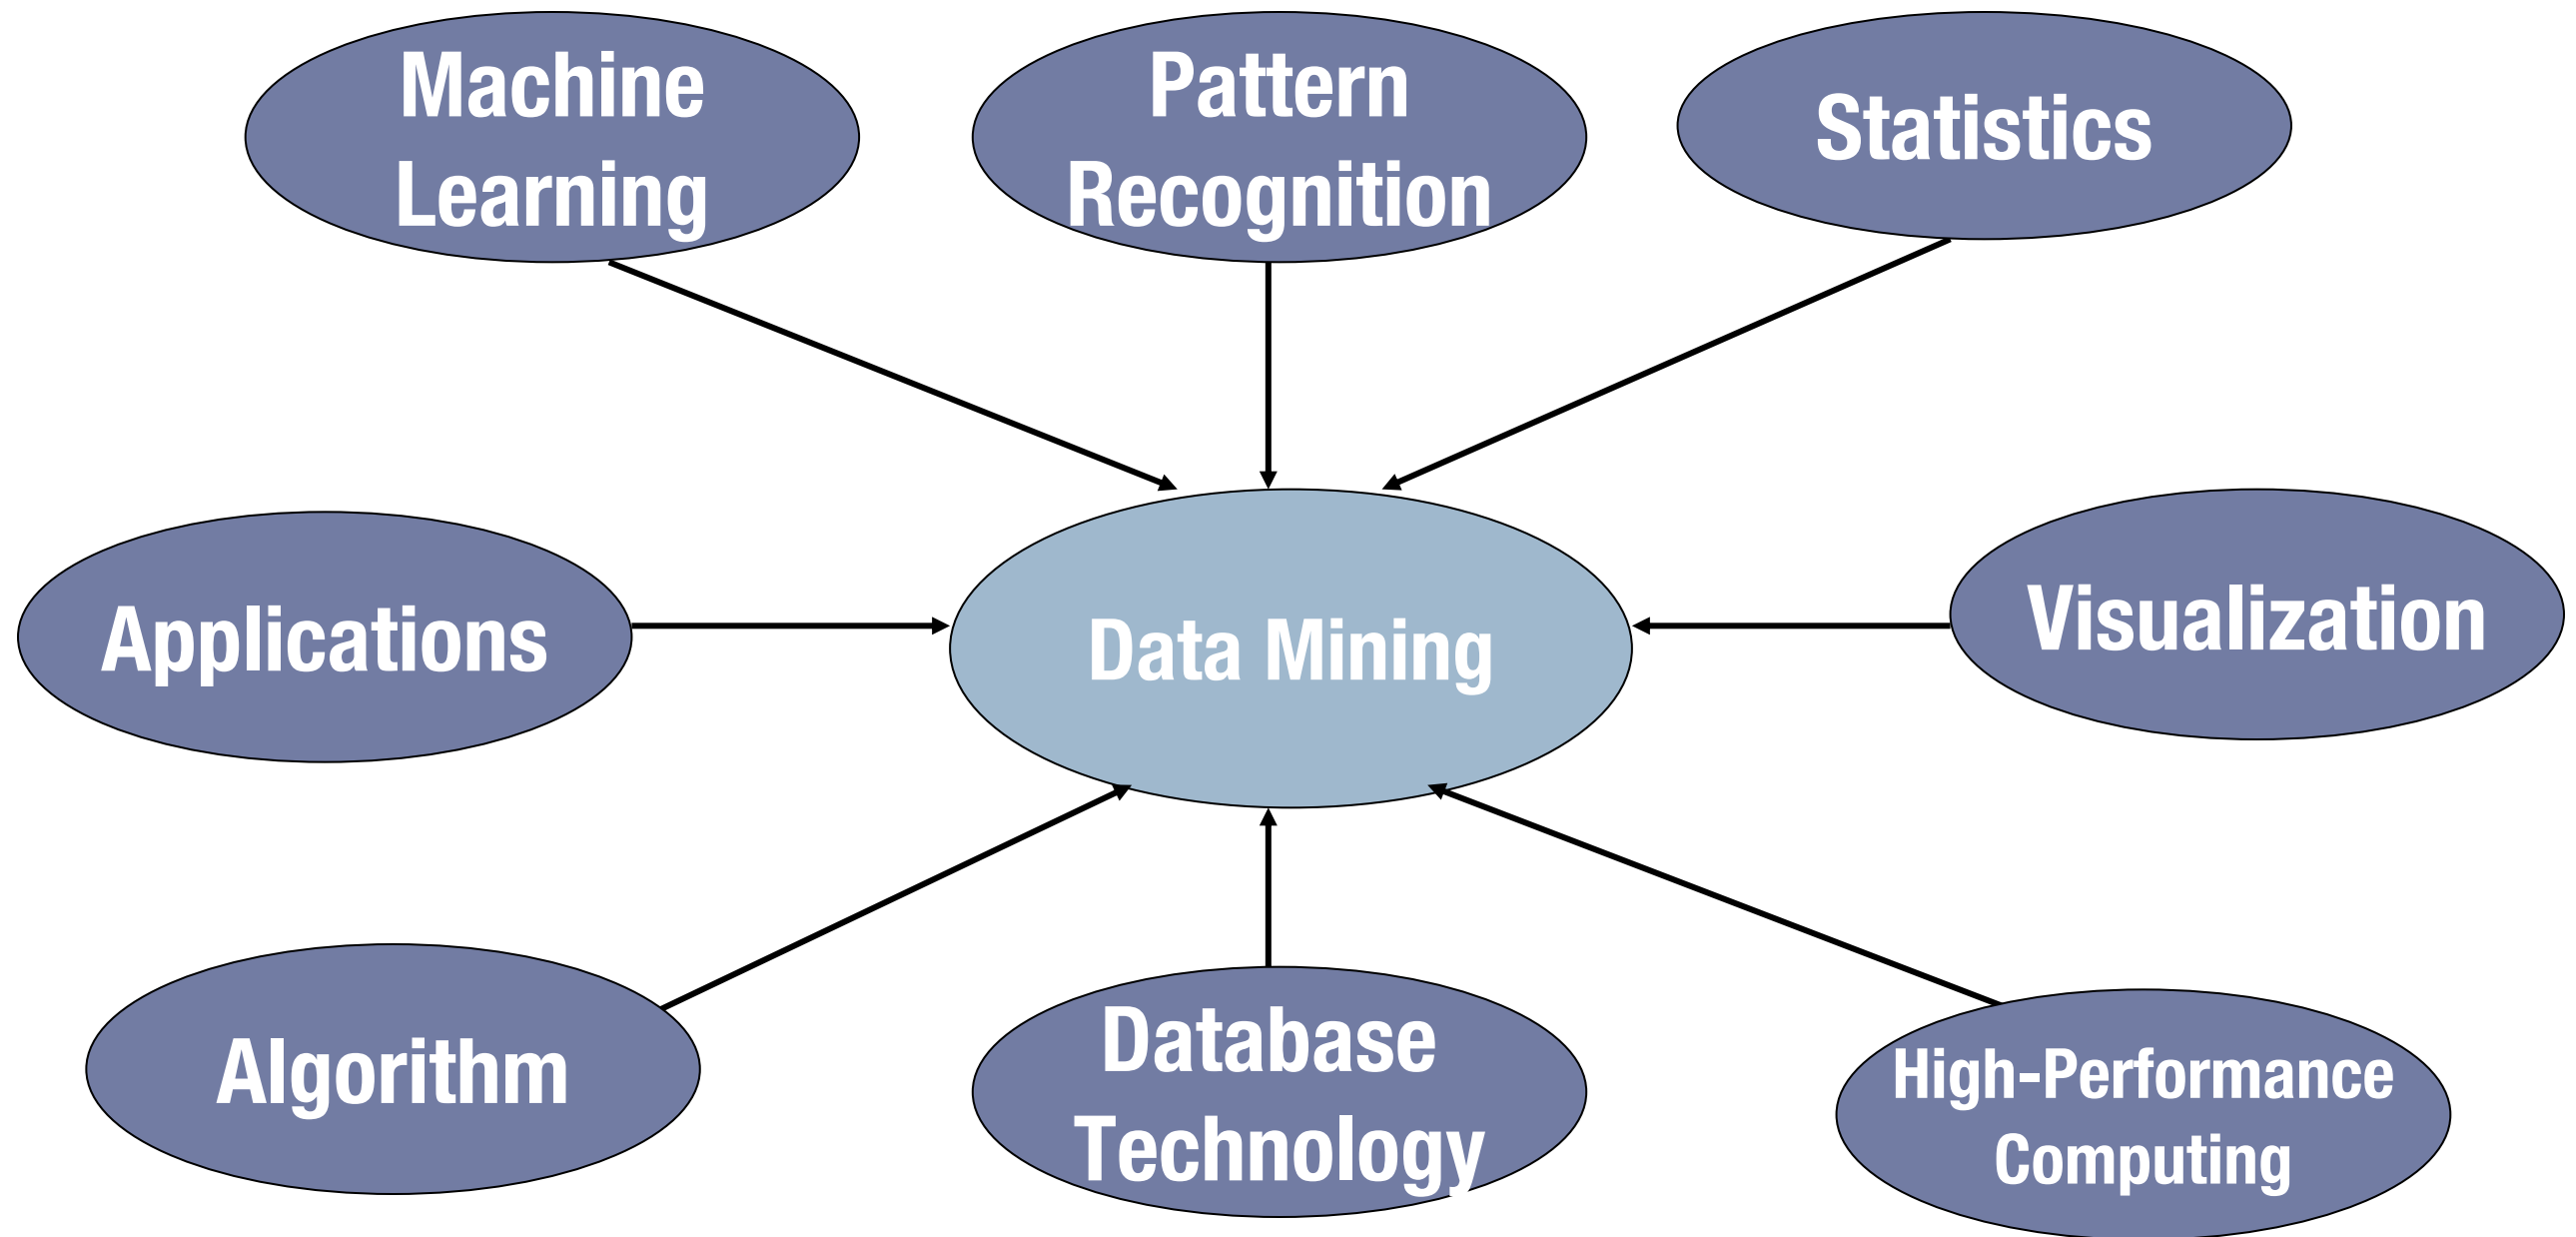 Machine
Learning
Pattern
Recognition
Statistics
Applications
Data Mining
Visualization
Algorithm
Database
Technology
High-Performance
Computing